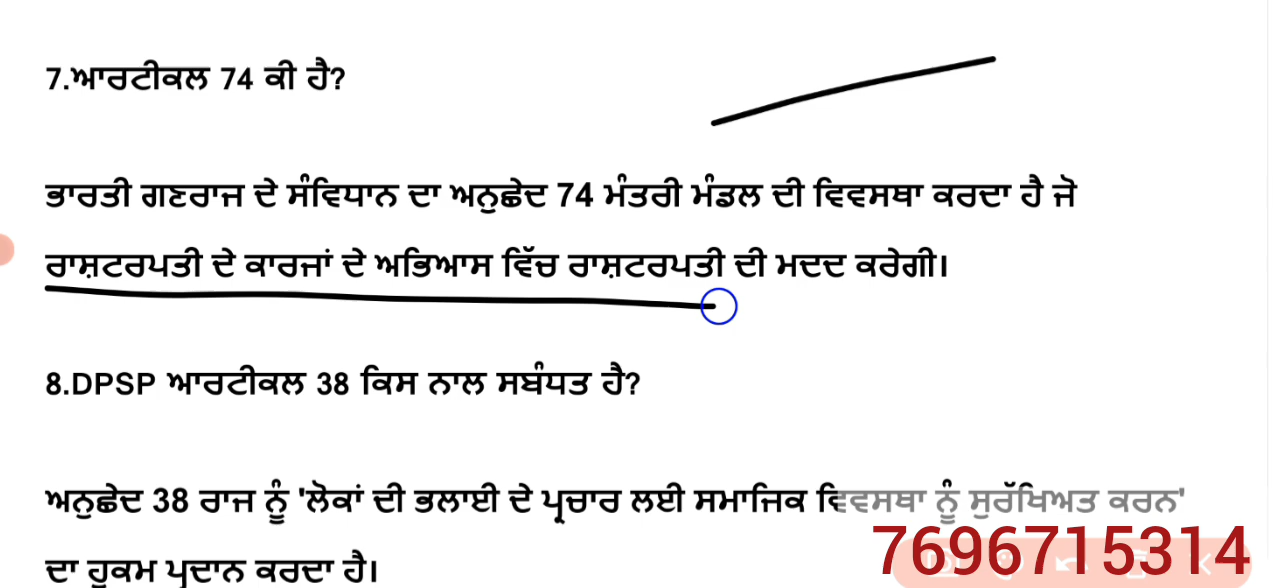 7.ਆਰਟੀਕਲ 74 ਕੀ ਹੈ?
ਭਾਰਤੀ ਗਣਰਾਜ ਦੇ ਸੰਵਿਧਾਨ ਦਾ ਅਨੁਛੇਦ 74 ਮੰਤਰੀ ਮੰਡਲ ਦੀ ਵਿਵਸਥਾ ਕਰਦਾ ਹੈ ਜੋ
ਰਾਸ਼ਟਰਪਤੀ ਦੇ ਕਾਰਜਾਂ ਦੇ ਅਭਿਆਸ ਵਿੱਚ ਰਾਸ਼ਟਰਪਤੀ ਦੀ ਮਦਦ ਕਰੇਗੀ।
8.DPSP ਆਰਟੀਕਲ 38 ਕਿਸ ਨਾਲ ਸਬੰਧਤ ਹੈ?
ਅਨੁਛੇਦ 38 ਰਾਜ ਨੂੰ 'ਲੋਕਾਂ ਦੀ ਭਲਾਈ ਦੇ ਪ੍ਰਚਾਰ ਲਈ ਸਮਾਜਿਕ ਵਿਵਸਥਾ ਨੂੰ ਸੁਰੱਖਿਅਤ ਕਰਨ'
ਦਾ ਹੁਕਮ ਪ੍ਰਦਾਨ ਕਰਦਾ ਹੈ।
7696715314